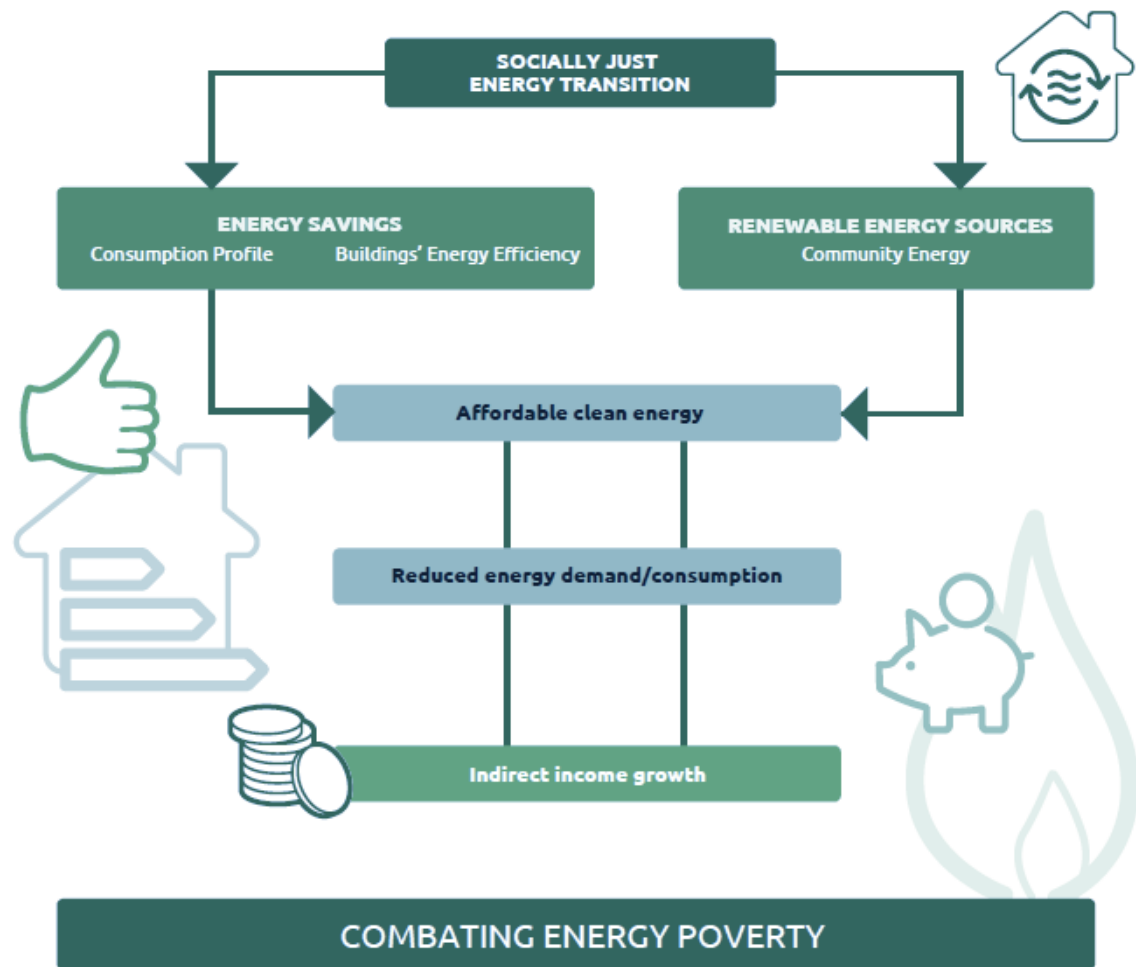 SOCIALLY JUST
ENERGY TRANSITION
ENERGY SAVINGS
Consumption Profile Buildings’ Energy Efficiency
RENEWABLE ENERGY SOURCES
Community Energy
Affordable clean energy
Reduced energy demand/consumption
Indirect income growth
COMBATING ENERGY POVERTY